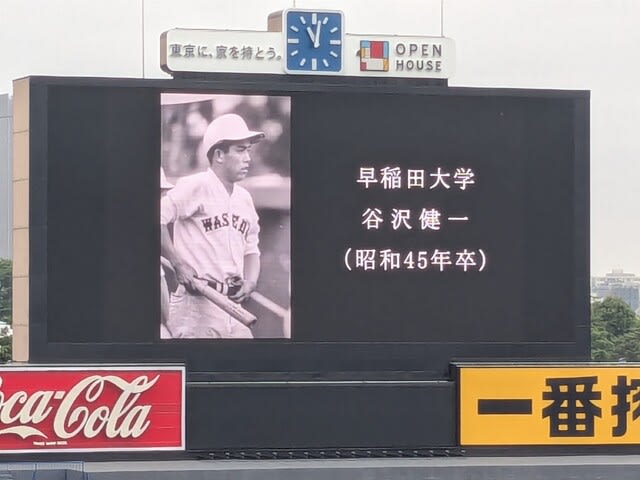 東京に、家を持とう。
OPEN
HOUSE
早稲田大学
谷沢健一
(昭和45年卒)
WASED
Coca-Cola
一番搾